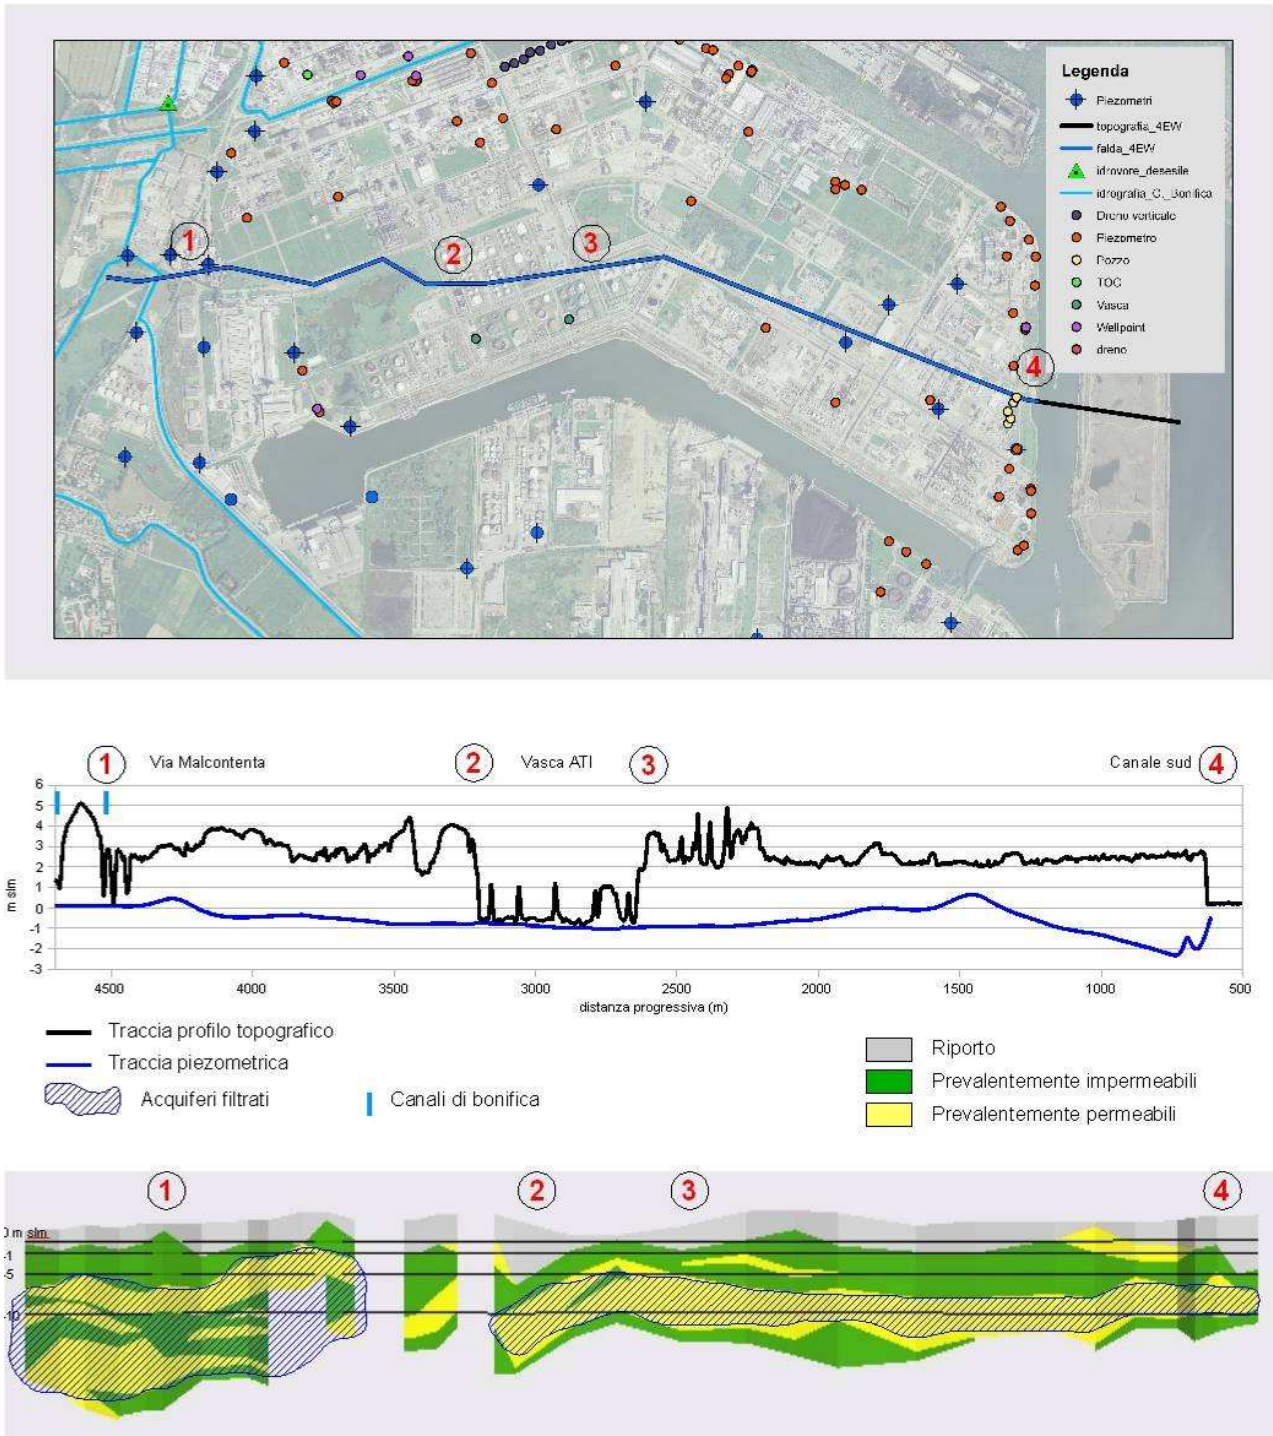 Legenda
Piezometri
topografia_4EW
falda_4EW
idrovore_desesile
idrografia_C._Bonifica
Dreno verticale
Piezometro
Pozzo
TOC
Vasca
Wellpoint
dreno
1
2
3
4
1 Via Malcontenta 2 Vasca ATI 3 Canale sud 4
6
5
4
3
2
1
0
-1
-2
-3
m slm
4500 4000 3500 3000 2500 2000 1500 1000 500
distanza progressiva (m)
Traccia profilo topografico
Traccia piezometrica
Acquiferi filtrati
Canali di bonifica
Riporto
Prevalentemente impermeabili
Prevalentemente permeabili
1 2 3 4
0 m slm
-1
-5
-10